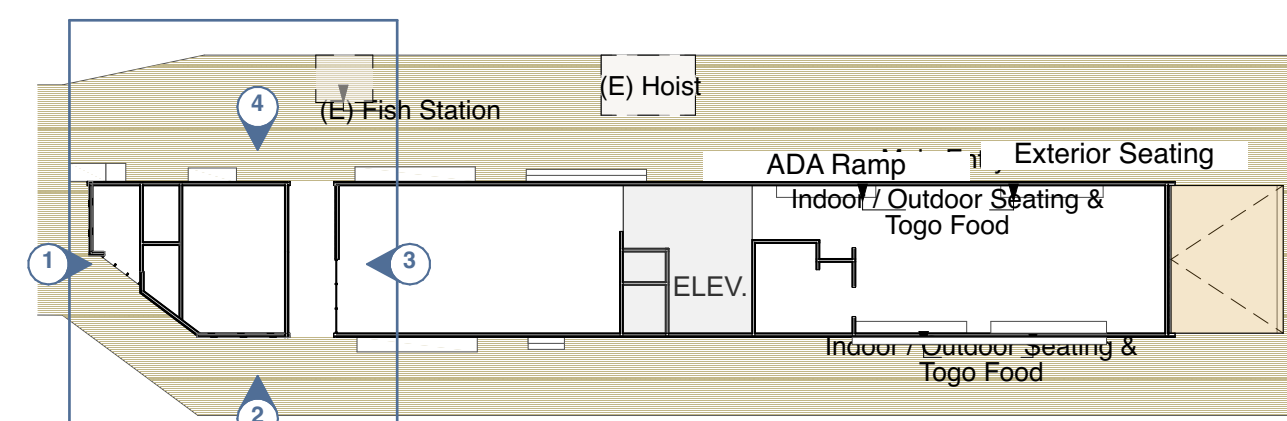 4
(E) Fish Station
(E) Hoist
ADA Ramp
Exterior Seating
Indoor / Outdoor Seating &
Togo Food
1
3
ELEV.
Indoor / Outdoor Seating &
Togo Food
2